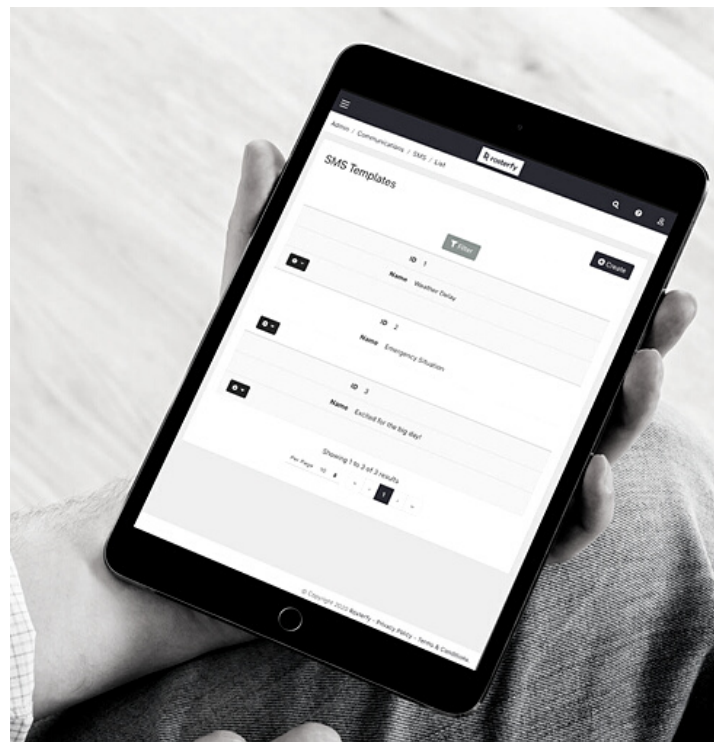 Admin / Communications / SMS / List
Rosterfy
SMS Templates
Filter
Create
ID 1
Name Weather Delay
ID 2
Name Emergency Situation
ID 3
Name Excited for the big day!
Showing 1 to 3 of 3 results
Per Page 10
« ‹ 1 › »
© Copyright 2020 Rosterfy - Privacy Policy - Terms & Conditions